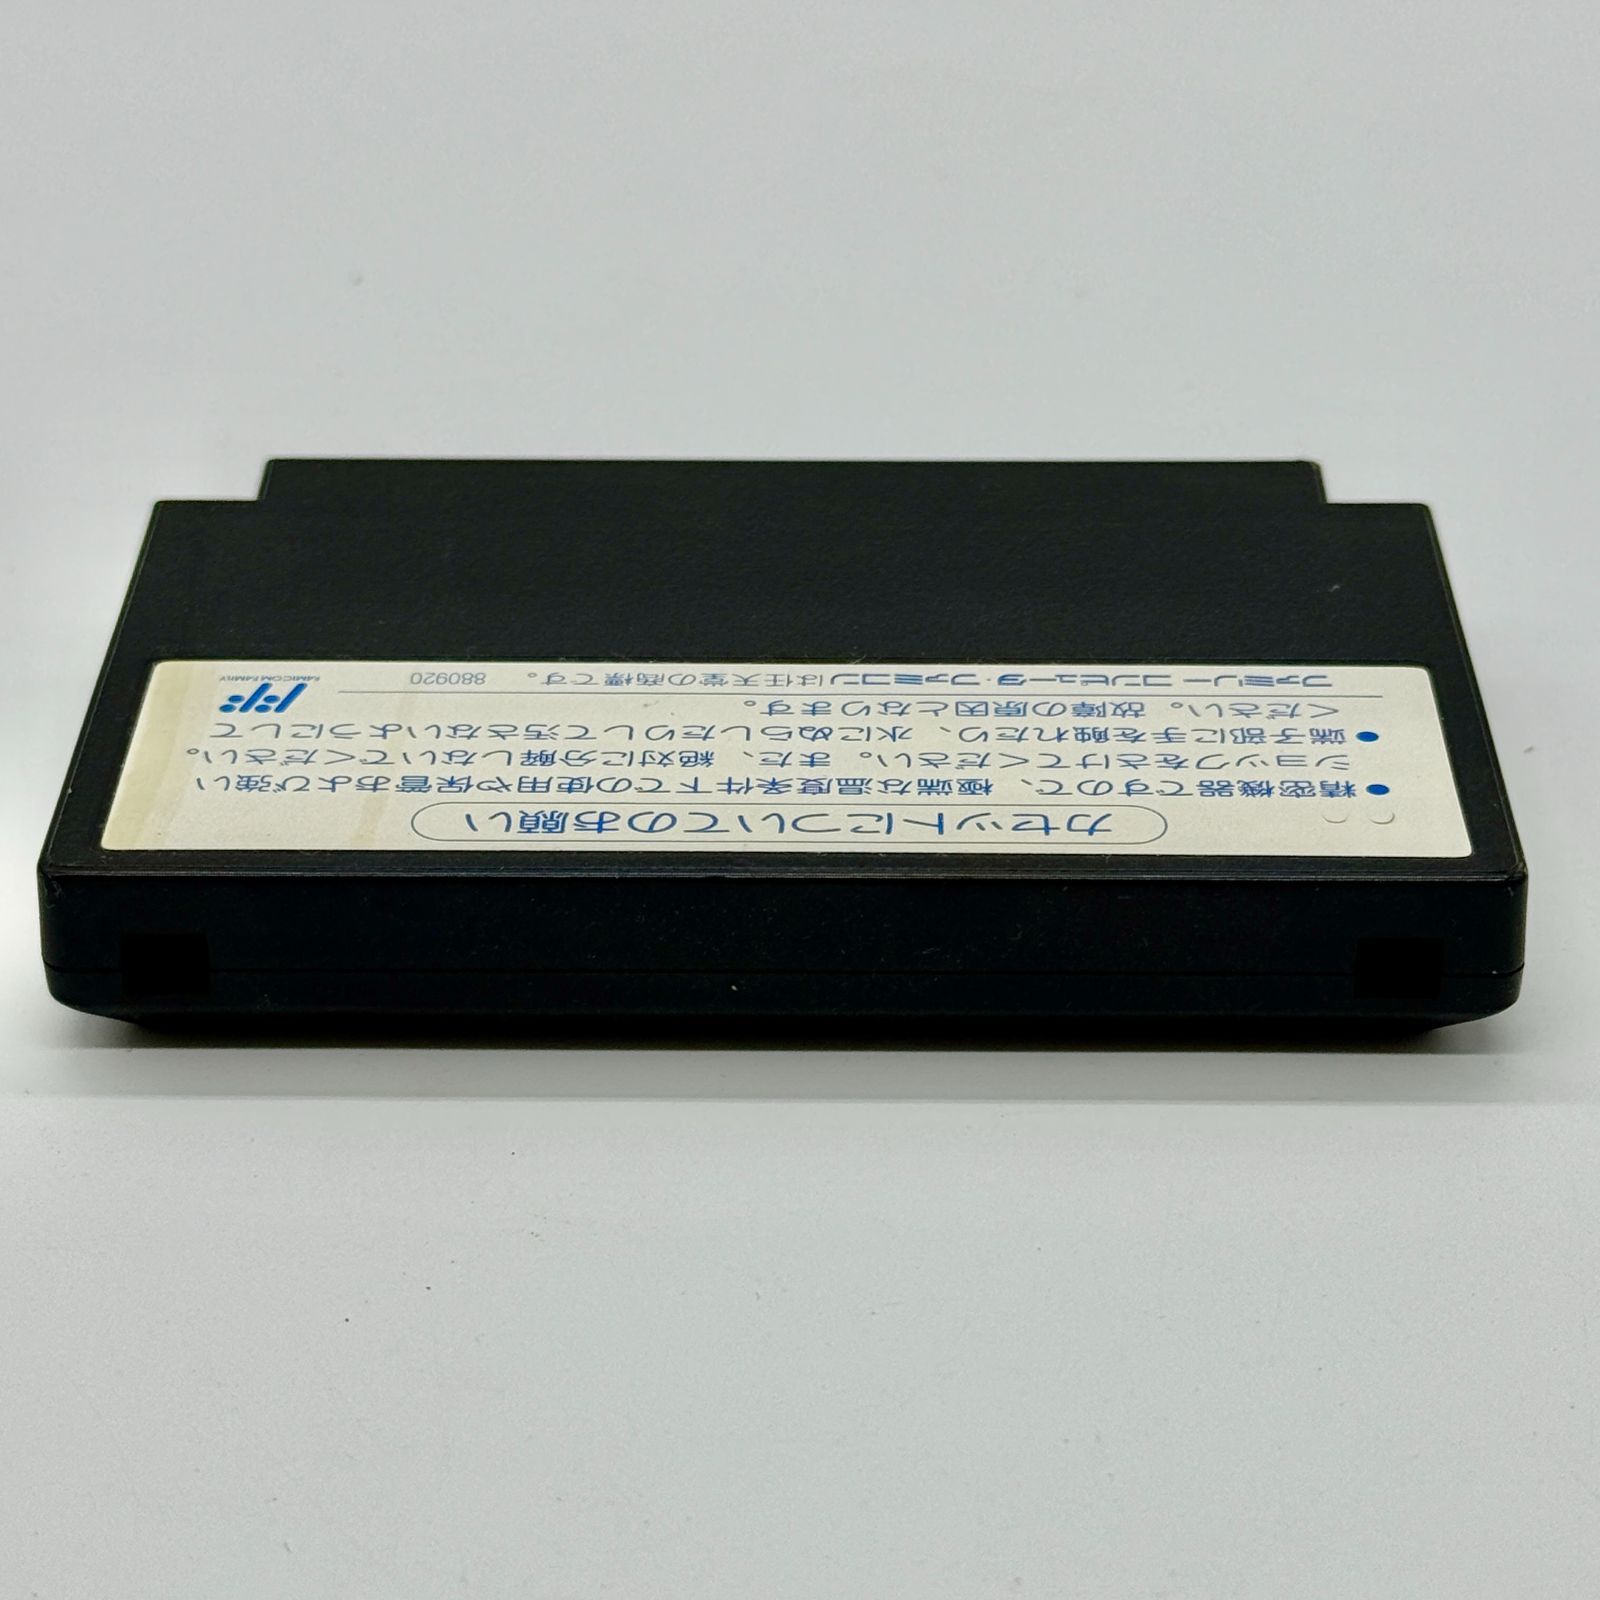 カセットについてのお願い
●精密機器ですので、極端な温度条件下での使用や保管および強い
ショックをさけてください。また、絶対に分解しないでください。
●端子部に手を触れたり、水にぬらしたりして汚さないようにして
ください。故障の原因となります。
ファミリーコンピュータ・ファミコンは任天堂の商標です。 880920
FAMICOM FAMILY